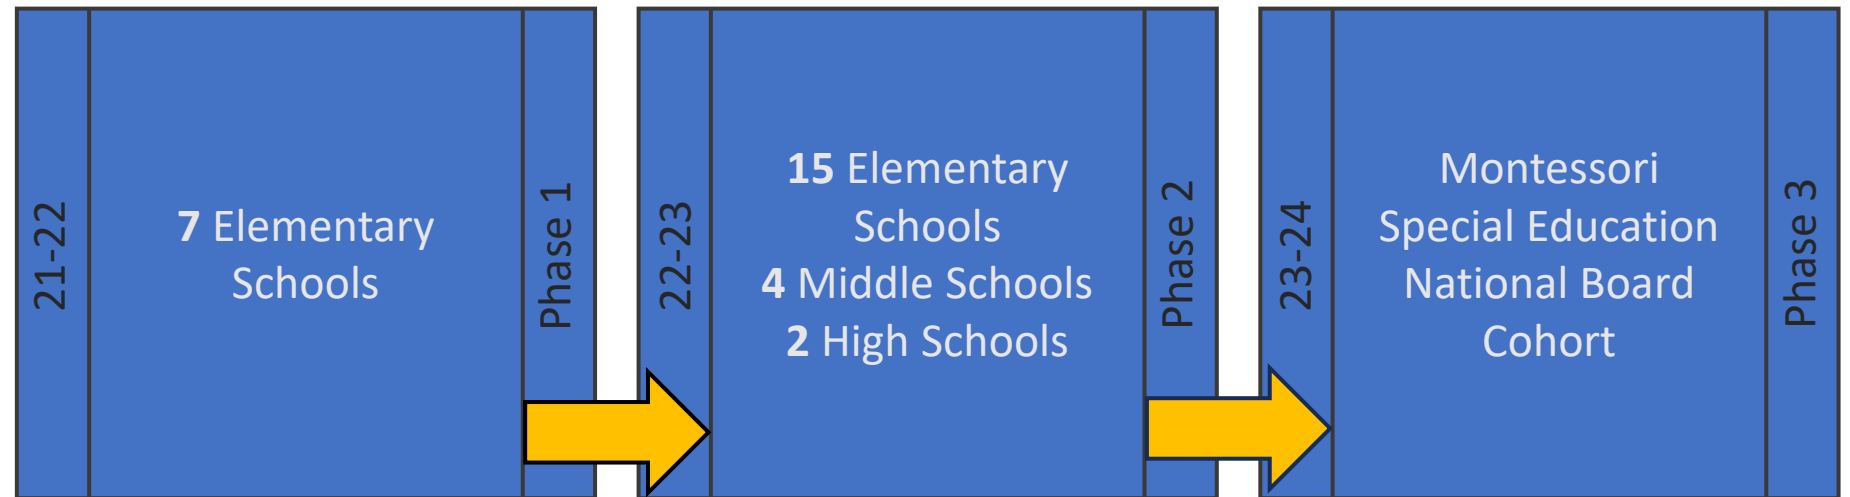 21-22
7 Elementary
Schools
Phase 1
22-23
15 Elementary
Schools
4 Middle Schools
2 High Schools
Phase 2
23-24
Montessori
Special Education
National Board
Cohort
Phase 3